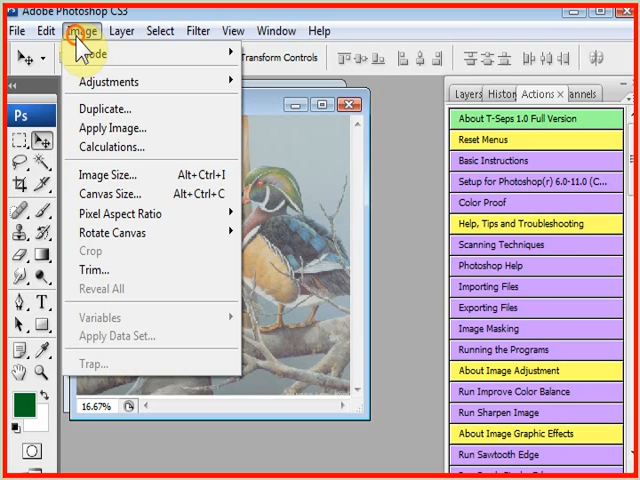 Adobe Photoshop CS3
File Edit Image Layer Select Filter View Window Help
Transform Controls
Adjustments
Duplicate...
Apply Image...
Calculations...
Image Size... Alt+Ctrl+I
Canvas Size... Alt+Ctrl+C
Pixel Aspect Ratio
Rotate Canvas
Crop
Trim...
Reveal All
Variables
Apply Data Set...
Trap...
Ps
T
16.67%
Layers Actions × 
About T-Seps 1.0 Full Version
Reset Menus
Basic Instructions
Setup for Photoshop(r) 6.0-11.0 (C...
Color Proof
Help, Tips and Troubleshooting
Scanning Techniques
Photoshop Help
Importing Files
Exporting Files
Image Masking
Running the Programs
About Image Adjustment
Run Improve Color Balance
Run Sharpen Image
About Image Graphic Effects
Run Sawtooth Edge